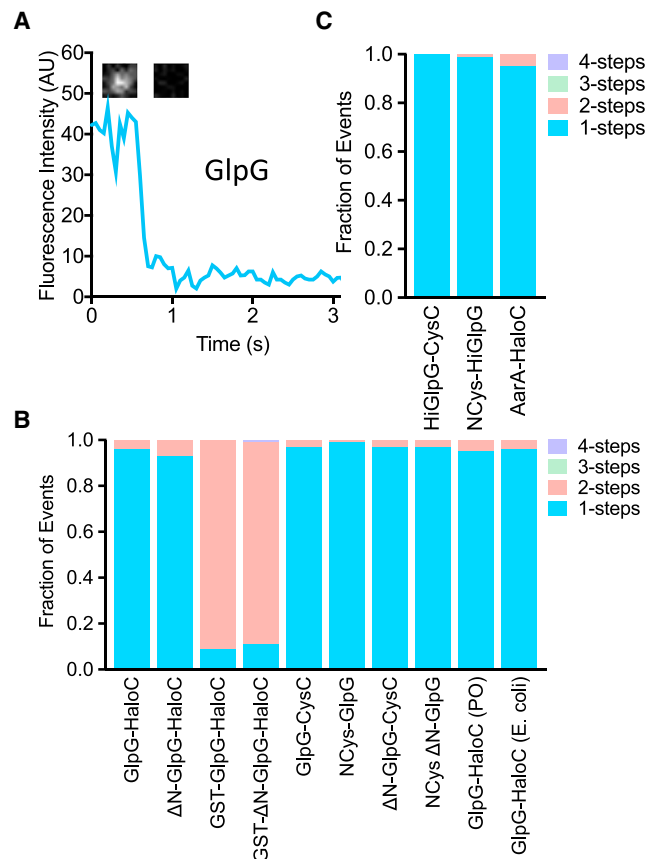 A
Fluorescence Intensity (AU)
60
50
40
30
20
10
0
GlpG
0
1
2
3
Time (s)
C
Fraction of Events
1.0
0.8
0.6
0.4
0.2
0.0
HiGlpG-CysC
NCys-HiGlpG
AarA-HaloC
4-steps
3-steps
2-steps
1-steps
B
Fraction of Events
1.0
0.8
0.6
0.4
0.2
0.0
GlpG-HaloC
ΔN-GlpG-HaloC
GST-GlpG-HaloC
GST-ΔN-GlpG-HaloC
GlpG-CysC
NCys-GlpG
ΔN-GlpG-CysC
NCys ΔN-GlpG
GlpG-HaloC (PO)
GlpG-HaloC (E. coli)
4-steps
3-steps
2-steps
1-steps